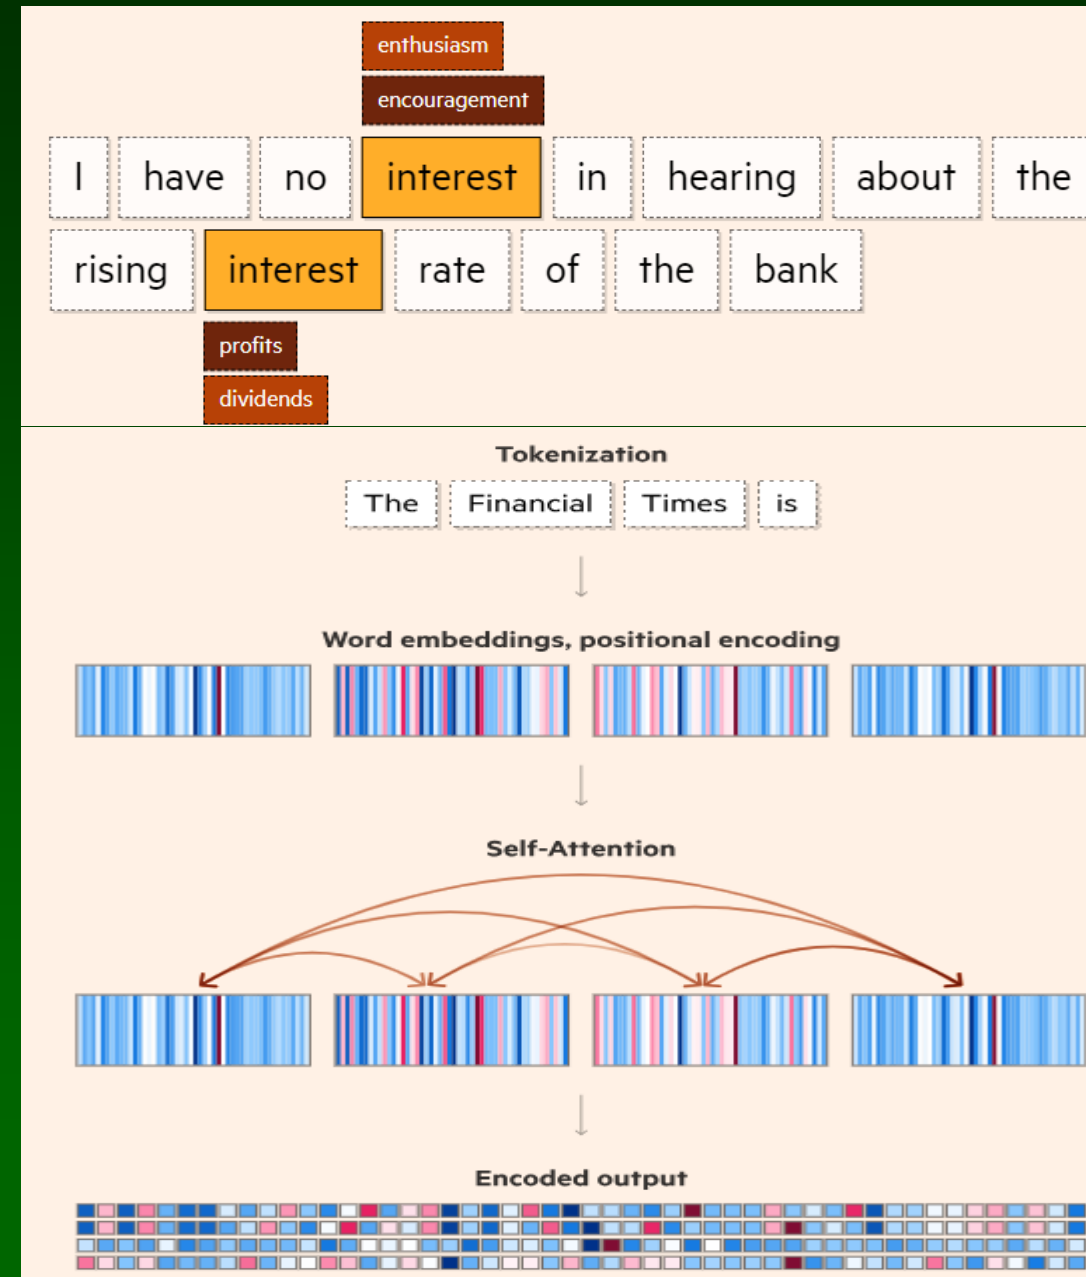 enthusiasm
encouragement
I have no interest in hearing about the
rising interest rate of the bank
profits
dividends
Tokenization
The Financial Times is
Word embeddings, positional encoding
Self-Attention
Encoded output